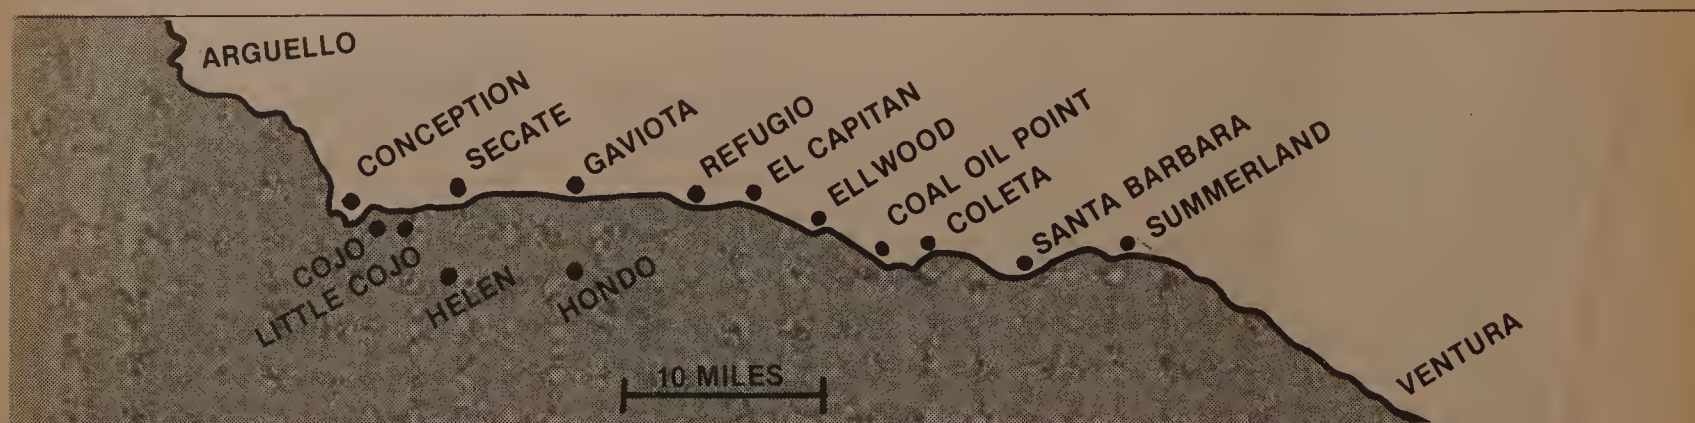 ARGUELLO
CONCEPTION
SECATE
GAVIOTA
REFUGIO
EL CAPITAN
ELLWOOD
COAL OIL POINT
COLETA
SANTA BARBARA
SUMMERLAND
COJO
LITTLE COJO
HELEN
HONDO
10 MILES
VENTURA